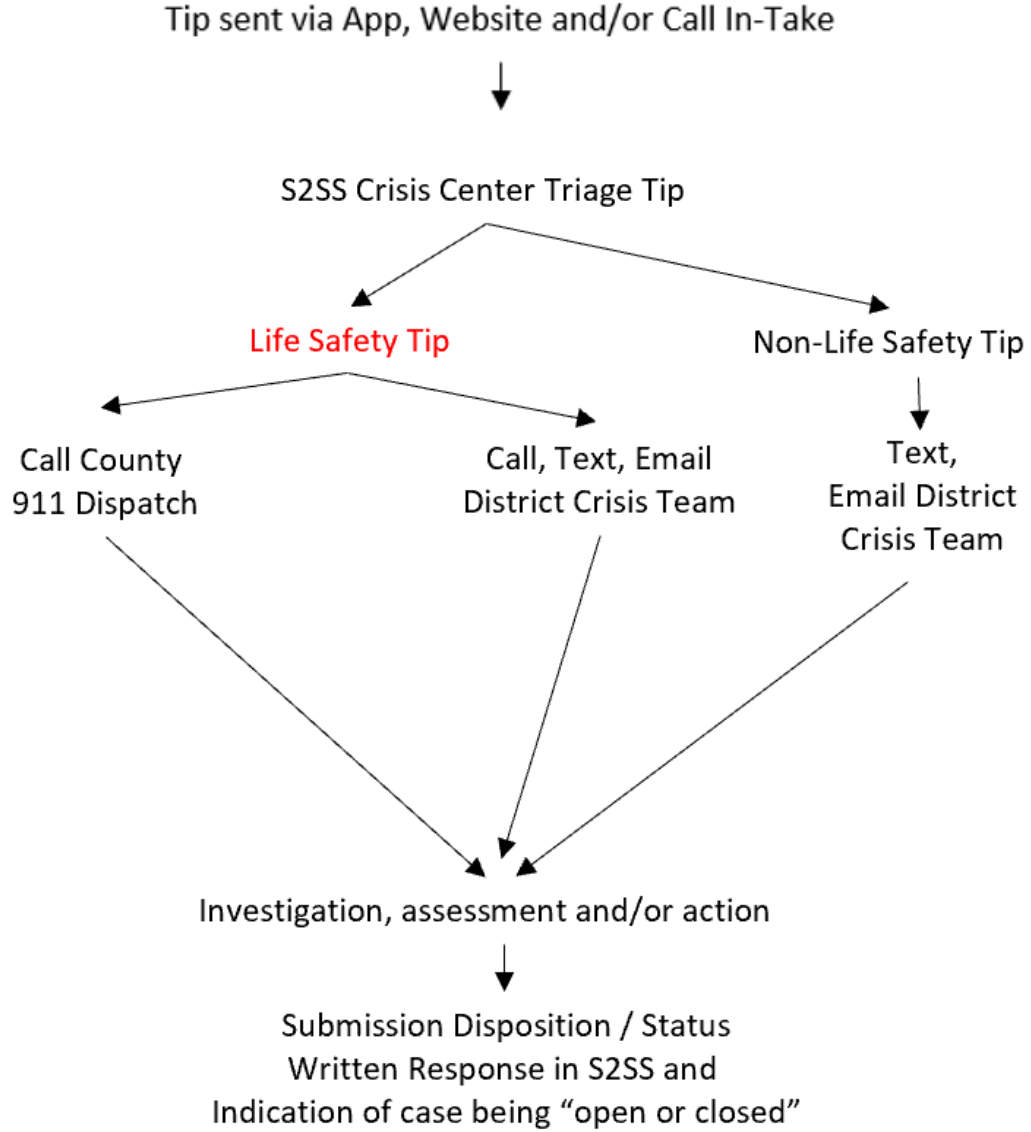 Tip sent via App, Website and/or Call In-Take
S2SS Crisis Center Triage Tip
Life Safety Tip
Non-Life Safety Tip
Call County
911 Dispatch
Call, Text, Email
District Crisis Team
Text,
Email District
Crisis Team
Investigation, assessment and/or action
Submission Disposition / Status
Written Response in S2SS and
Indication of case being “open or closed”